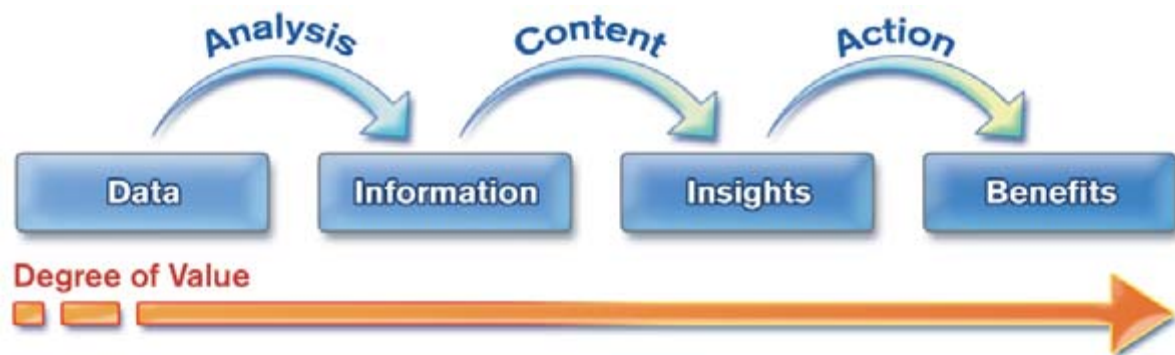 Analysis
Content
Action
Data
Information
Insights
Benefits
Degree of Value